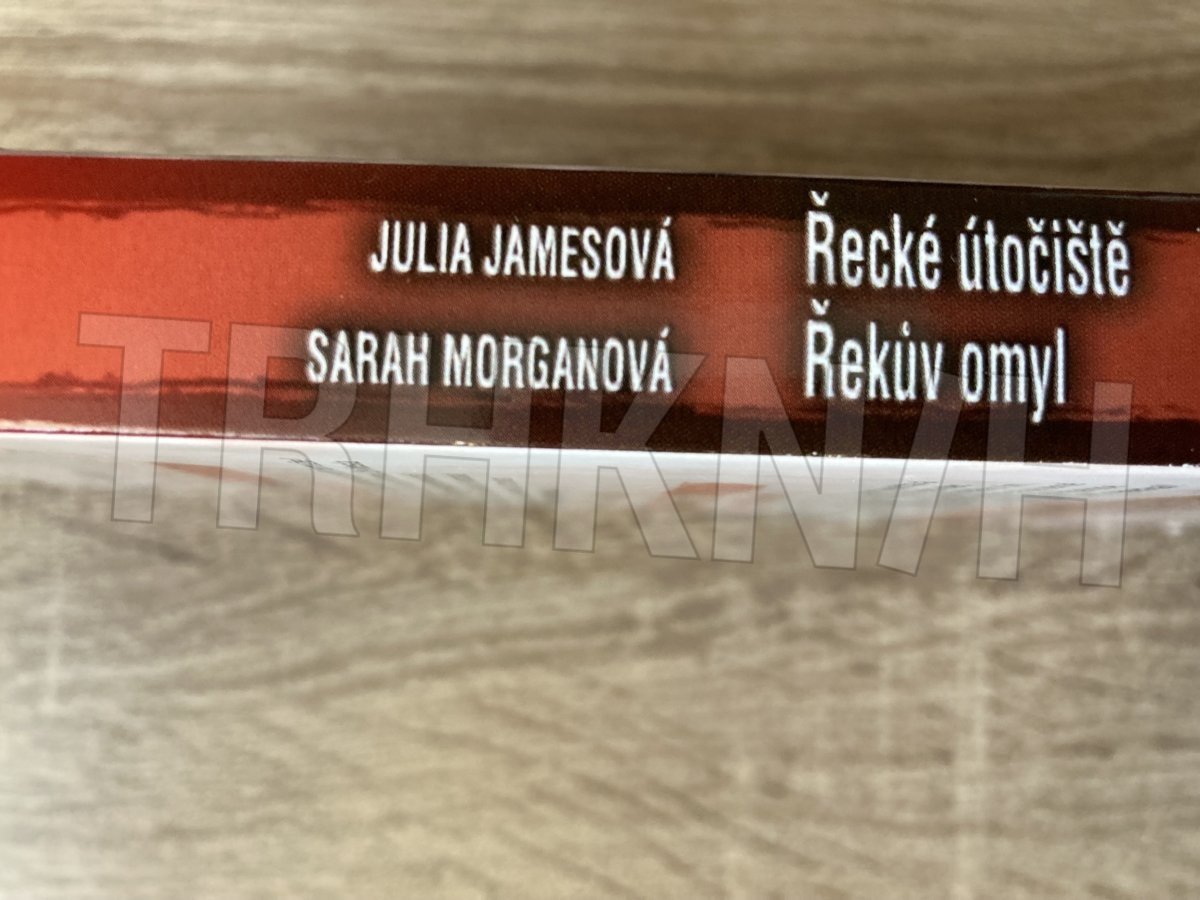 JULIA JAMESOVÁ Řecké útočiště
SARAH MORGANOVÁ Řekův omyl
TRHKNIH